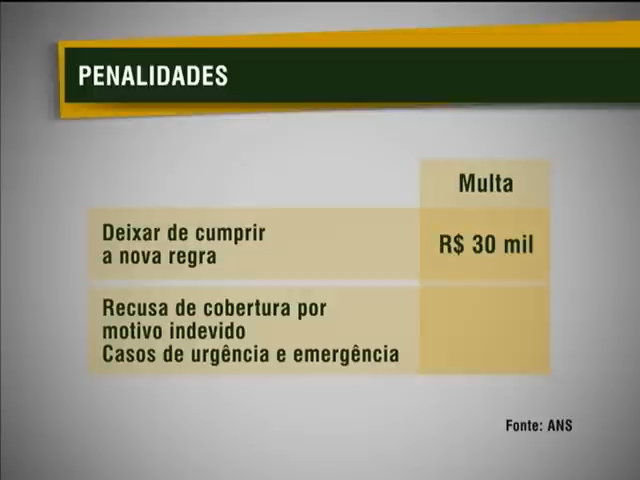 PENALIDADES
Multa
Deixar de cumprir
a nova regra
R$ 30 mil
Recusa de cobertura por
motivo indevido
Casos de urgência e emergência
Fonte: ANS